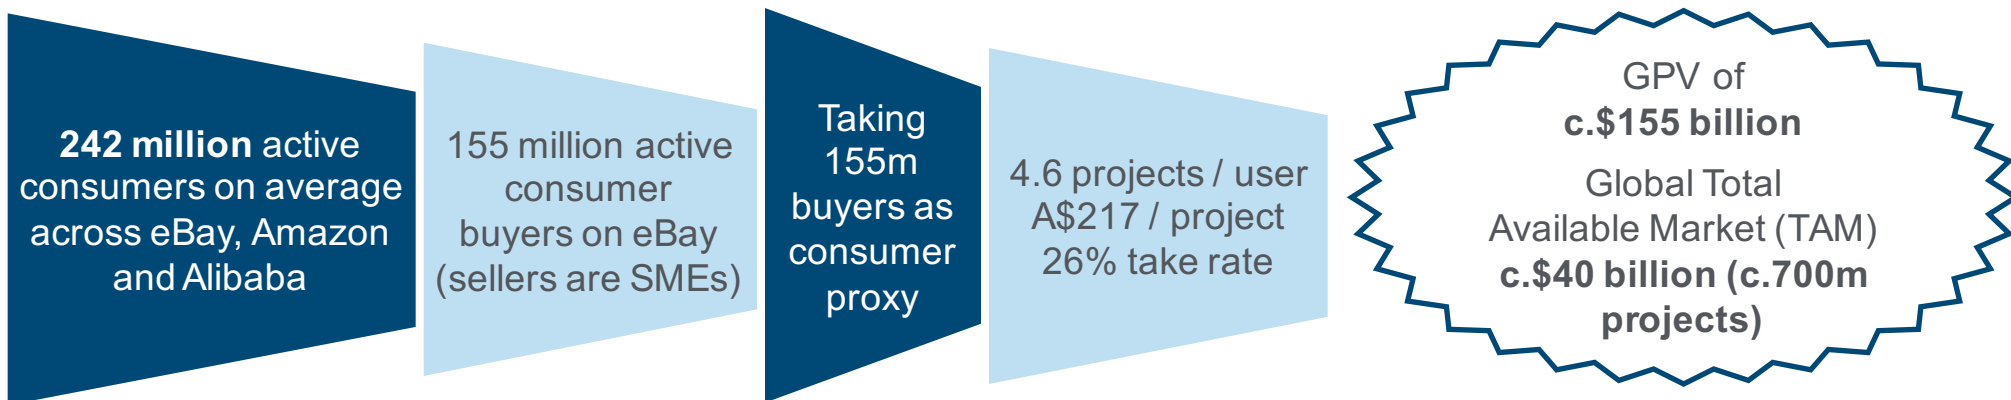 242 million active
consumers on average
across eBay, Amazon
and Alibaba
155 million active
consumer
buyers on eBay
(sellers are SMEs)
Taking
155m
buyers as
consumer
proxy
4.6 projects / user
A$217 / project
26% take rate
GPV of
c.$155 billion
Global Total
Available Market (TAM)
c.$40 billion (c.700m
projects)